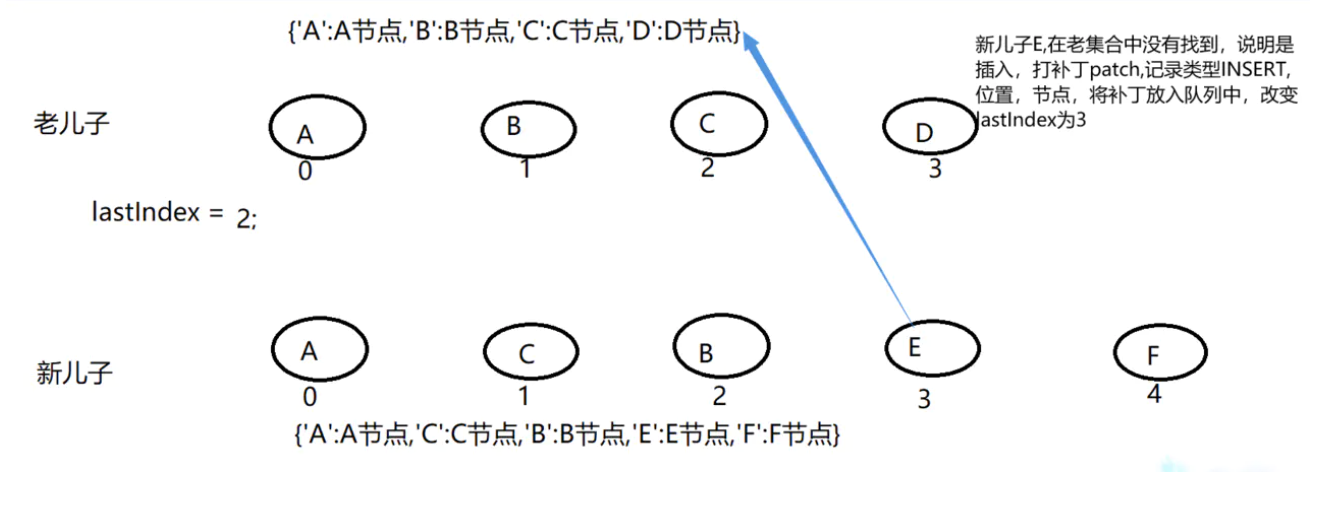 {'A':A节点,'B':B节点,'C':C节点,'D':D节点}
新儿子E,在老集合中没有找到，说明是
插入，打补丁patch,记录类型INSERT,
位置，节点，将补丁放入队列中，改变
lastIndex为3
老儿子
A
B
C
D
0
1
2
3
lastIndex = 2;
新儿子
A
C
B
E
F
0
1
2
3
4
{'A':A节点,'C':C节点,'B':B节点,'E':E节点,'F':F节点}